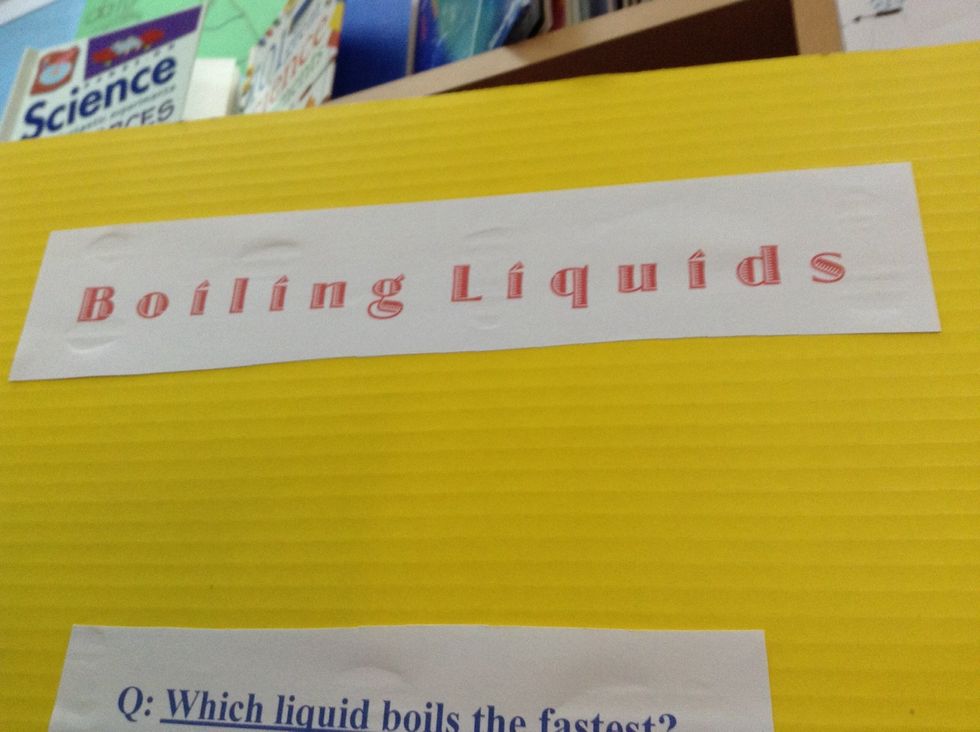 Science
Boiling Liquids
Q: Which liquid boils the fastest?